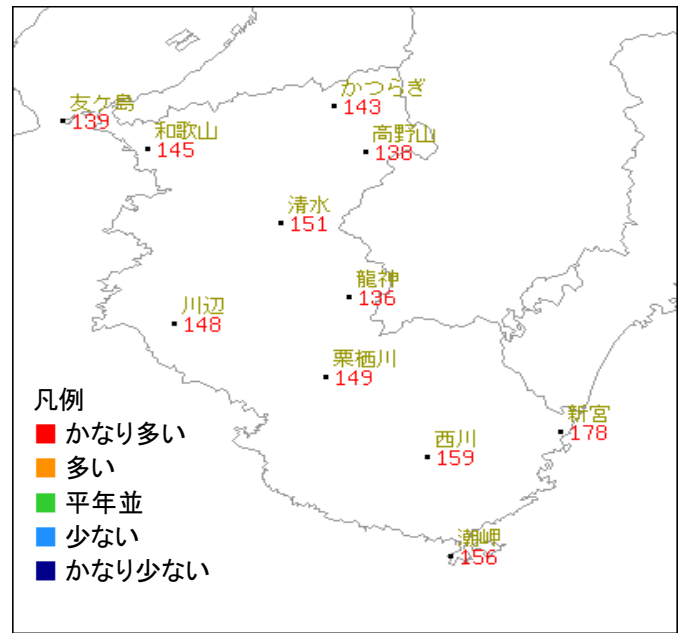 かつらぎ
143
友ケ島
139
和歌山
145
高野山
138
清水
151
龍神
136
川辺
148
栗栖川
149
新宮
178
西川
159
潮岬
156
凡例
かなり多い
多い
平年並
少ない
かなり少ない